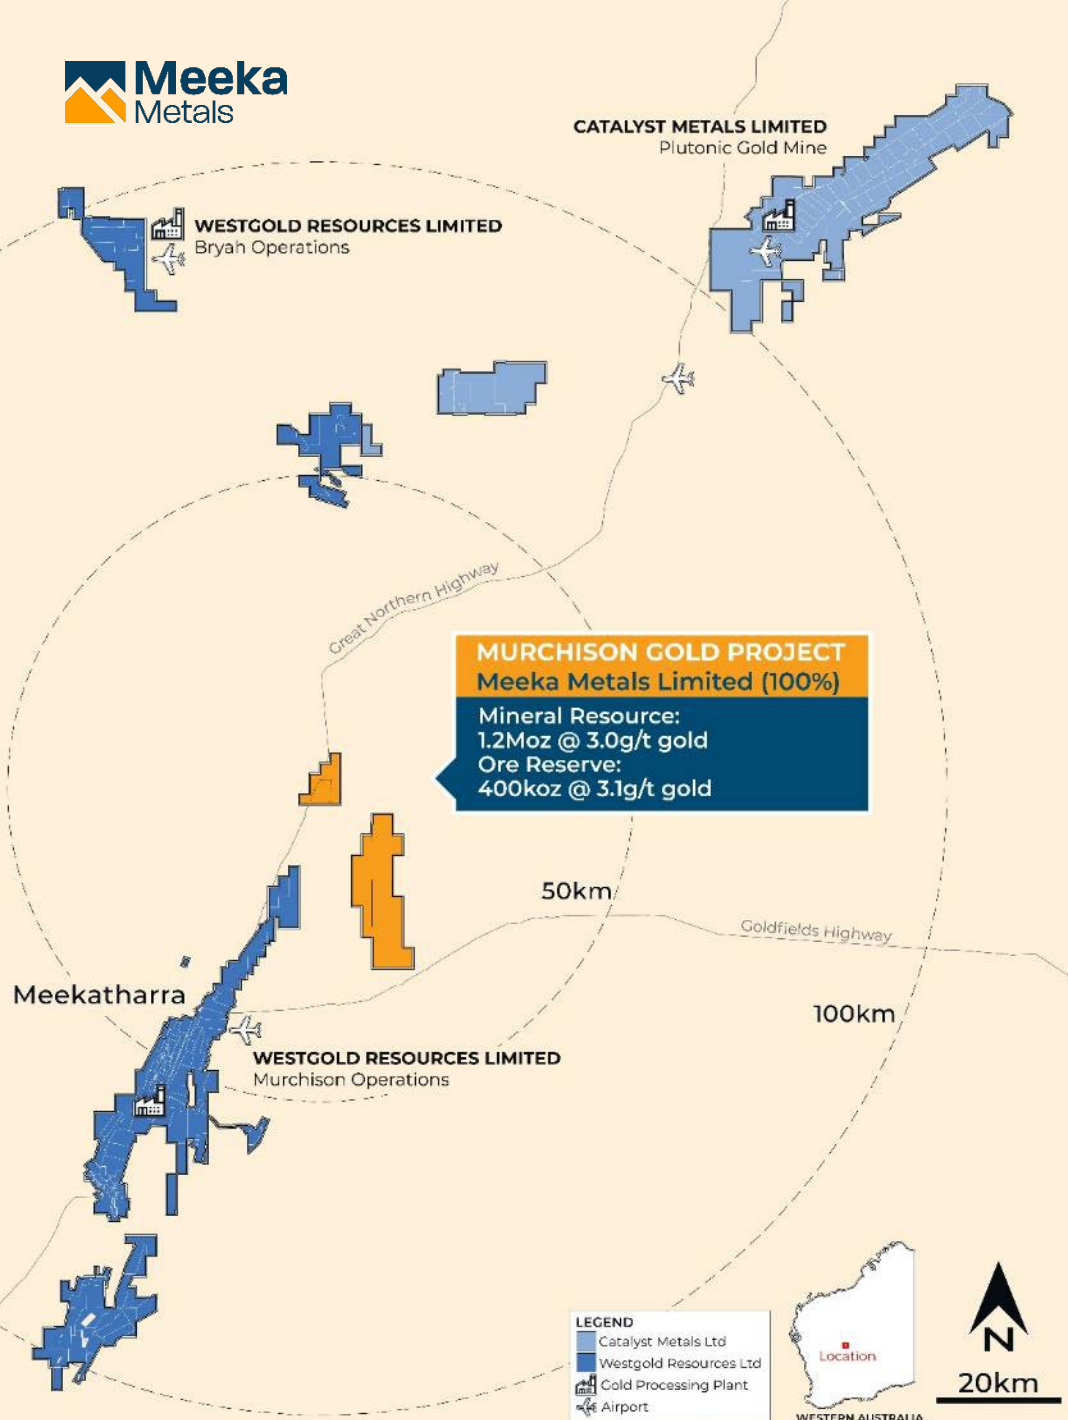 Meeka
Metals
CATALYST METALS LIMITED
Plutonic Gold Mine
WESTGOLD RESOURCES LIMITED
Bryah Operations
Great Northern Highway
MURCHISON GOLD PROJECT
Meeka Metals Limited (100%)
Mineral Resource:
1.2Moz @ 3.0g/t gold
Ore Reserve:
400koz @ 3.1g/t gold
50km
Goldfields Highway
Meekatharra
100km
WESTGOLD RESOURCES LIMITED
Murchison Operations
LEGEND
Catalyst Metals Ltd
Westgold Resources Ltd
Gold Processing Plant
Airport
Location
WESTERN AUSTRALIA
N
20km